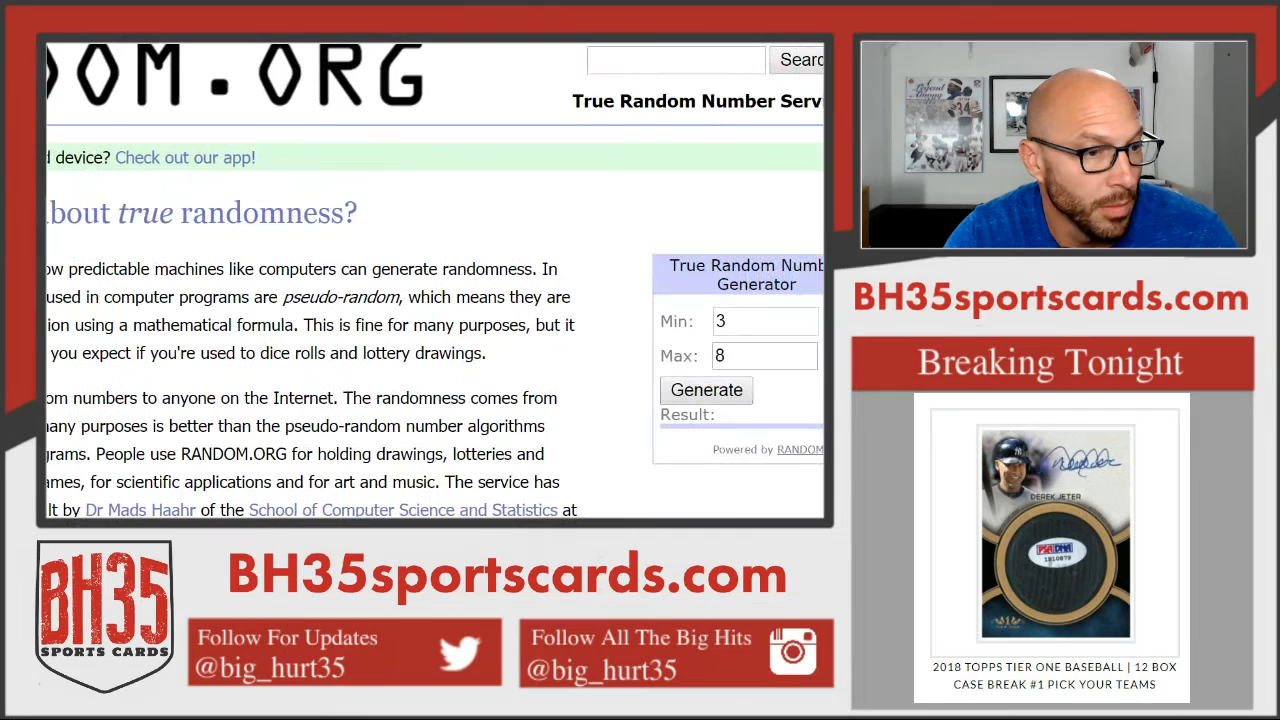 DOM.ORG
Searc
True Random Number Serv
d device? Check out our app!
bout true randomness?
ow predictable machines like computers can generate randomness. In
used in computer programs are pseudo-random, which means they are
ion using a mathematical formula. This is fine for many purposes, but it
you expect if you're used to dice rolls and lottery drawings.
om numbers to anyone on the Internet. The randomness comes from
nany purposes is better than the pseudo-random number algorithms
grams. People use RANDOM.ORG for holding drawings, lotteries and
ames, for scientific applications and for art and music. The service has
lt by Dr Mads Haahr of the School of Computer Science and Statistics at
True Random Numb
Generator
Min: 3
Max: 8
Generate
Result:
Powered by RANDOM
Legend
34
BH35sportscards.com
Breaking Tonight
DEREK JETER
PSA/DNA
2018 TOPPS TIER ONE BASEBALL | 12 BOX
CASE BREAK #1 PICK YOUR TEAMS
BH35
SPORTS CARDS
BH35sportscards.com
Follow For Updates
@big_hurt35
Follow All The Big Hits
@big_hurt35